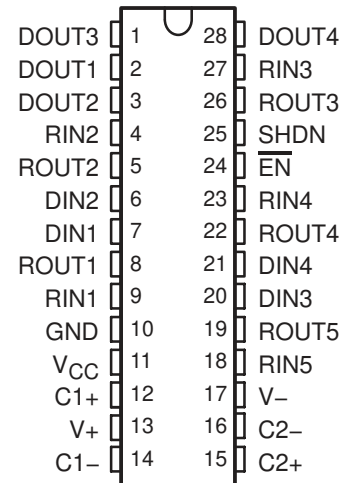 DOUT3 1 28 DOUT4
DOUT1 2 27 RIN3
DOUT2 3 26 ROUT3
RIN2 4 25 SHDN
ROUT2 5 24 E̅N̅
DIN2 6 23 RIN4
DIN1 7 22 ROUT4
ROUT1 8 21 DIN4
RIN1 9 20 DIN3
GND 10 19 ROUT5
VCC 11 18 RIN5
C1+ 12 17 V−
V+ 13 16 C2−
C1− 14 15 C2+